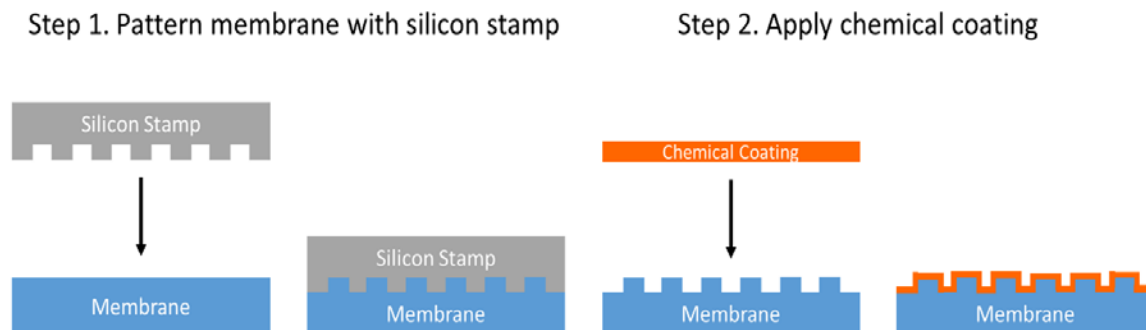 Step 1. Pattern membrane with silicon stamp
Step 2. Apply chemical coating
Silicon Stamp
Membrane
Silicon Stamp
Membrane
Chemical Coating
Membrane
Membrane